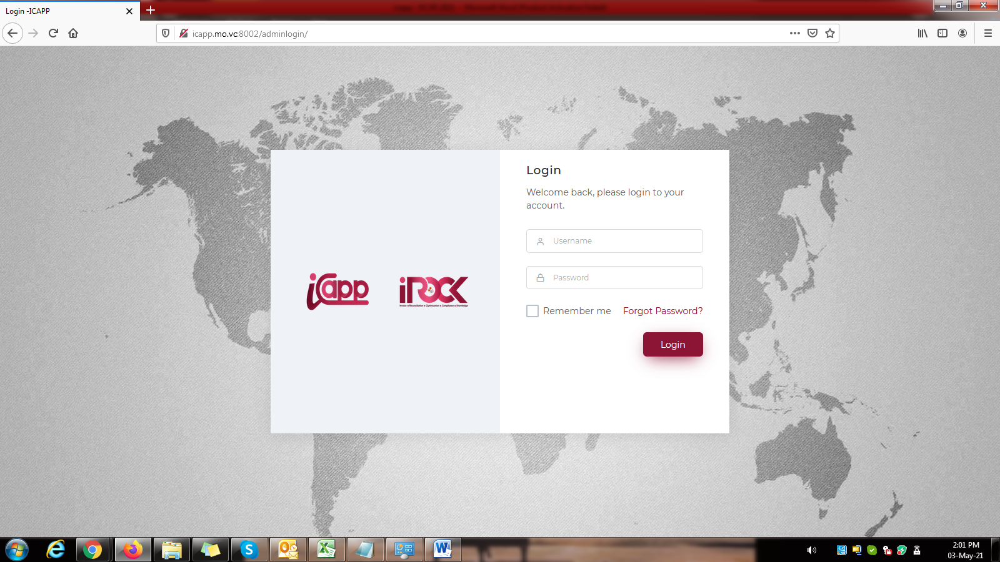 Login -ICAPP
icapp.mo.vc:8002/adminlogin/
Login
Welcome back, please login to your
account.
Username
Password
Remember me
Forgot Password?
Login
iCapp
iROCK
Invoice • Reconciliation • Optimisation • Compliance • Knowledge
2:01 PM
03-May-21